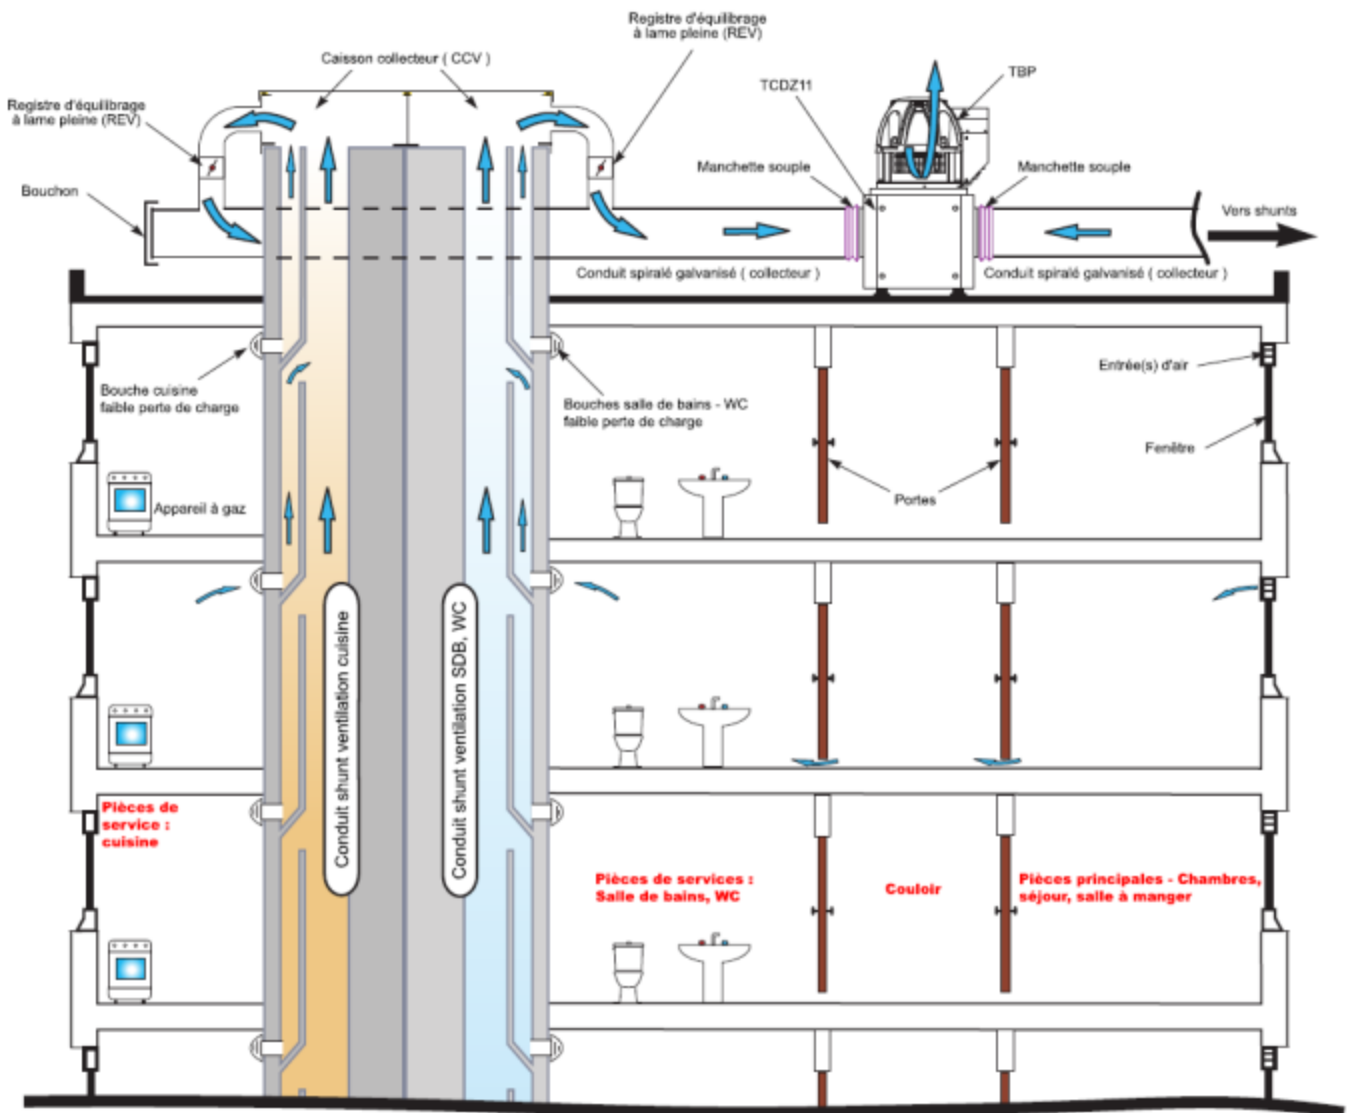 Registre d'équilibrage
à lame pleine (REV)
Caisson collecteur ( CCV )
TBP
TCDZ11
Registre d'équilibrage
à lame pleine (REV)
Manchette souple
Manchette souple
Bouchon
Vers shunts
Conduit spiralé galvanisé ( collecteur )
Conduit spiralé galvanisé ( collecteur )
Entrée(s) d'air
Bouche cuisine
faible perte de charge
Bouches salle de bains - WC
faible perte de charge
Fenêtre
Portes
Appareil à gaz
Conduit shunt ventilation cuisine
Conduit shunt ventilation SDB, WC
Pièces de
service :
cuisine
Pièces de services :
Salle de bains, WC
Couloir
Pièces principales - Chambres,
séjour, salle à manger